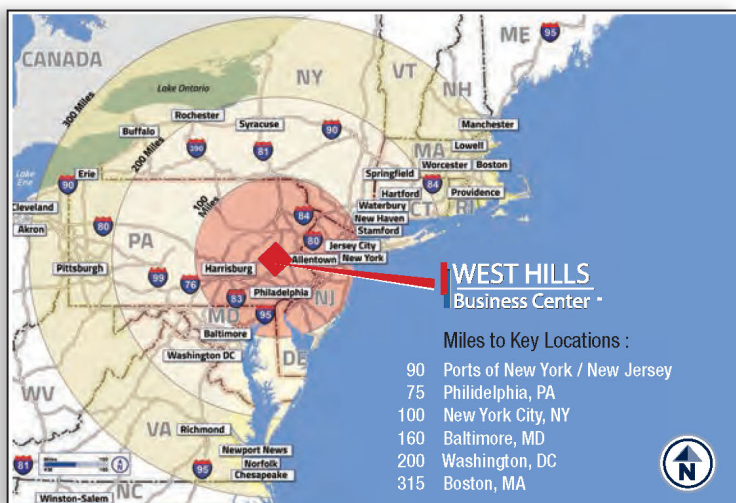 ME
95
CANADA
NY
VT
NH
Lake Ontario
300 Miles
Rochester
Manchester
Buffalo
Syracuse
90
200 Miles
390
81
MA
Lowell
Worcester
Boston
Lake
Erie
Erie
90
100
Miles
Springfield
Hartford
84
Providence
Cleveland
Waterbury
CT
RI
80
84
New Haven
Akron
PA
Stamford
80
Jersey City
Pittsburgh
99
76
Harrisburg
Allentown
New York
WEST HILLS
Business Center
83
Philadelphia
NJ
MD
95
Baltimore
Miles to Key Locations :
Washington DC
DE
90 Ports of New York / New Jersey
75 Philidelphia, PA
WV
100 New York City, NY
160 Baltimore, MD
VA
Richmond
200 Washington, DC
315 Boston, MA
Newport News
81
Miles
95
Norfolk
Chesapeake
N
NC
Winston-Salem